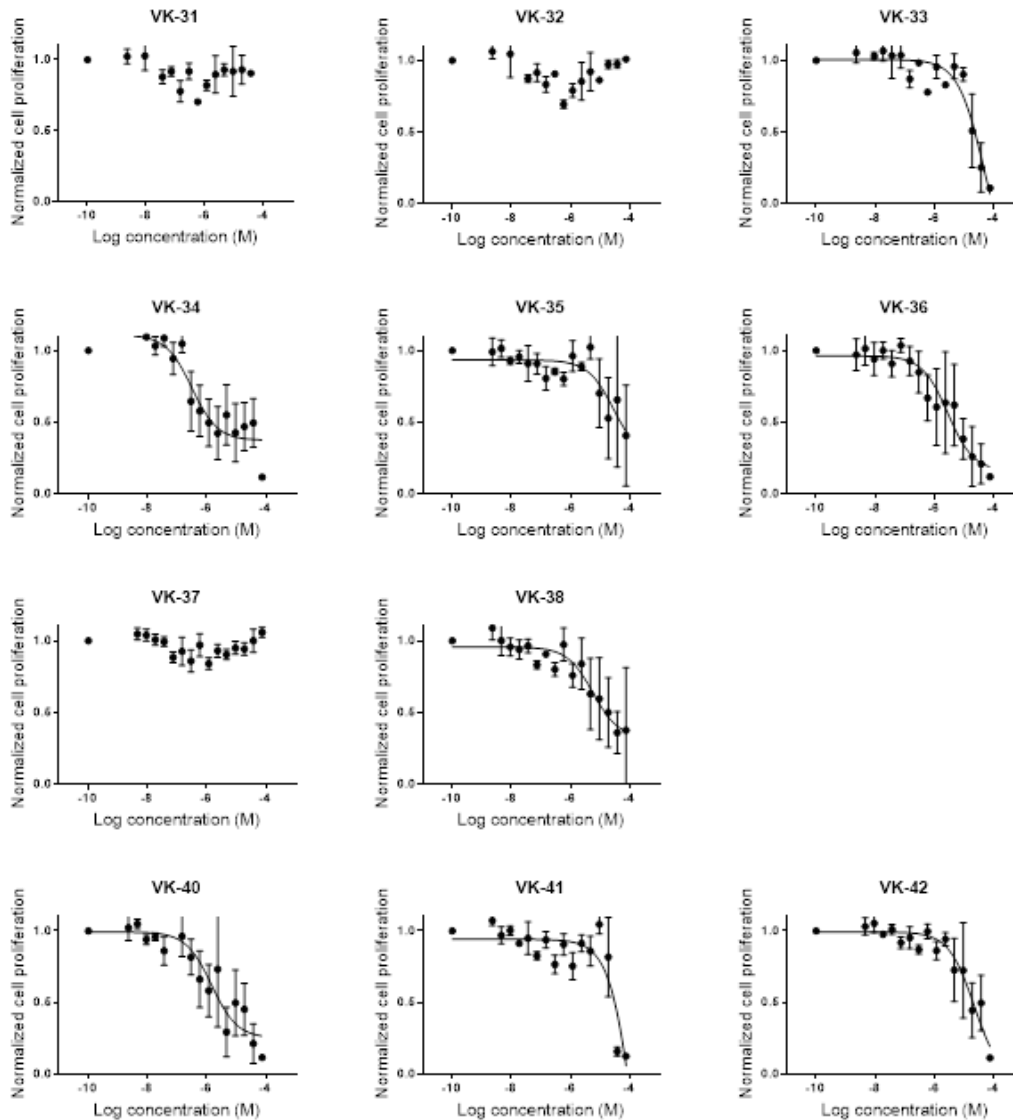 VK-31 VK-32 VK-33
Normalized cell proliferation Normalized cell proliferation Normalized cell proliferation
1.0 1.0 1.0
0.5 0.5 0.5
0.0 0.0 0.0
-10 -8 -6 -4 -10 -8 -6 -4 -10 -8 -6 -4
Log concentration (M) Log concentration (M) Log concentration (M)
VK-34 VK-35 VK-36
Normalized cell proliferation Normalized cell proliferation Normalized cell proliferation
1.0 1.0 1.0
0.5 0.5 0.5
0.0 0.0 0.0
-10 -8 -6 -4 -10 -8 -6 -4 -10 -8 -6 -4
Log concentration (M) Log concentration (M) Log concentration (M)
VK-37 VK-38
Normalized cell proliferation Normalized cell proliferation
1.0 1.0
0.5 0.5
0.0 0.0
-10 -8 -6 -4 -10 -8 -6 -4
Log concentration (M) Log concentration (M)
VK-40 VK-41 VK-42
Normalized cell proliferation Normalized cell proliferation Normalized cell proliferation
1.0 1.0 1.0
0.5 0.5 0.5
0.0 0.0 0.0
-10 -8 -6 -4 -10 -8 -6 -4 -10 -8 -6 -4
Log concentration (M) Log concentration (M) Log concentration (M)